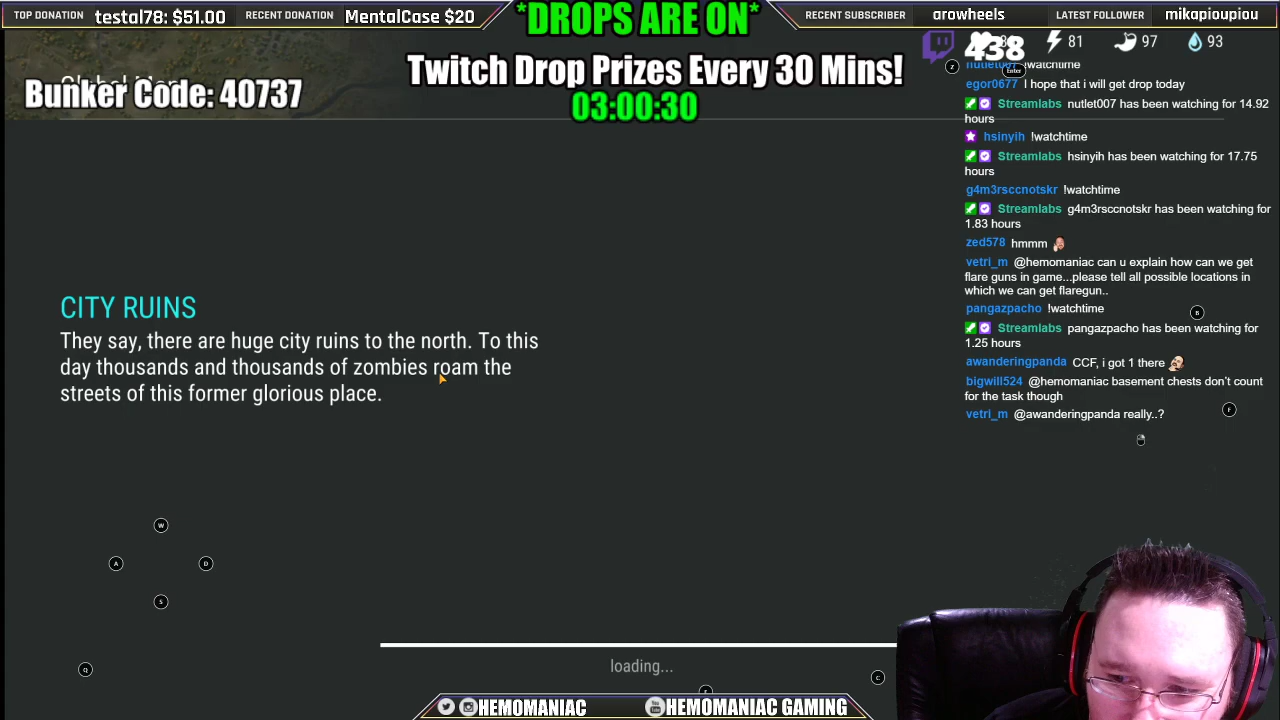 TOP DONATION testal78: $51.00 RECENT DONATION MentalCase $20
*DROPS ARE ON*
RECENT SUBSCRIBER arowheels LATEST FOLLOWER mikapioupiou
Bunker Code: 40737
Twitch Drop Prizes Every 30 Mins!
03:00:30
438
81
97
93
Z
Enter
nutlet007 !watchtime
egor0677 I hope that i will get drop today
Streamlabs nutlet007 has been watching for 14.92
hours
hsinyih !watchtime
Streamlabs hsinyih has been watching for 17.75
hours
g4m3rsccnotskr !watchtime
Streamlabs g4m3rsccnotskr has been watching for
1.83 hours
zed578 hmmm
vetri_m @hemomaniac can u explain how can we get
flare guns in game...please tell all possible locations in
which we can get flaregun..
pangazpacho !watchtime
B
Streamlabs pangazpacho has been watching for
1.25 hours
awanderingpanda CCF, i got 1 there
bigwill524 @hemomaniac basement chests don't count
for the task though
F
vetri_m @awanderingpanda really..?
CITY RUINS
They say, there are huge city ruins to the north. To this
day thousands and thousands of zombies roam the
streets of this former glorious place.
W
A
D
S
Q
C
loading...
HEMOMANIAC
HEMOMANIAC GAMING